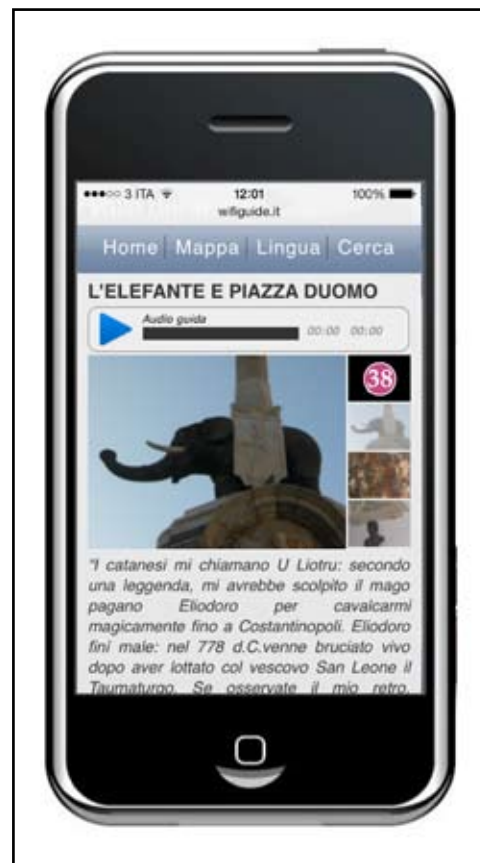 3 ITA 12:01 100%
wifiguide.it
Home Mappa Lingua Cerca
L'ELEFANTE E PIAZZA DUOMO
Audio guida
00:00 00:00
38
"I catanesi mi chiamano U Liotru: secondo
una leggenda, mi avrebbe scolpito il mago
pagano Eliodoro per cavalcarmi
magicamente fino a Costantinopoli. Eliodoro
finì male: nel 778 d.C.venne bruciato vivo
dopo aver lottato col vescovo San Leone il
Taumaturgo. Se osservate il mio retro,